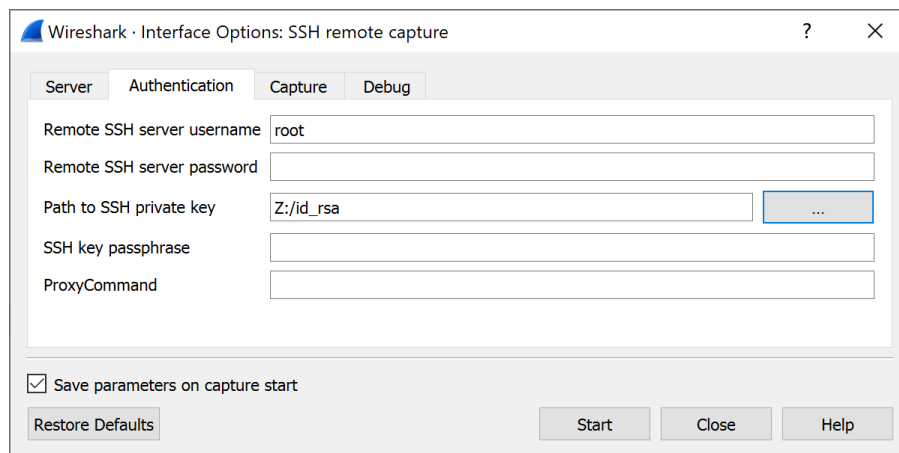 Wireshark · Interface Options: SSH remote capture ?
Server Authentication Capture Debug
Remote SSH server username root
Remote SSH server password
Path to SSH private key Z:/id_rsa ...
SSH key passphrase
ProxyCommand
Save parameters on capture start
Restore Defaults Start Close Help